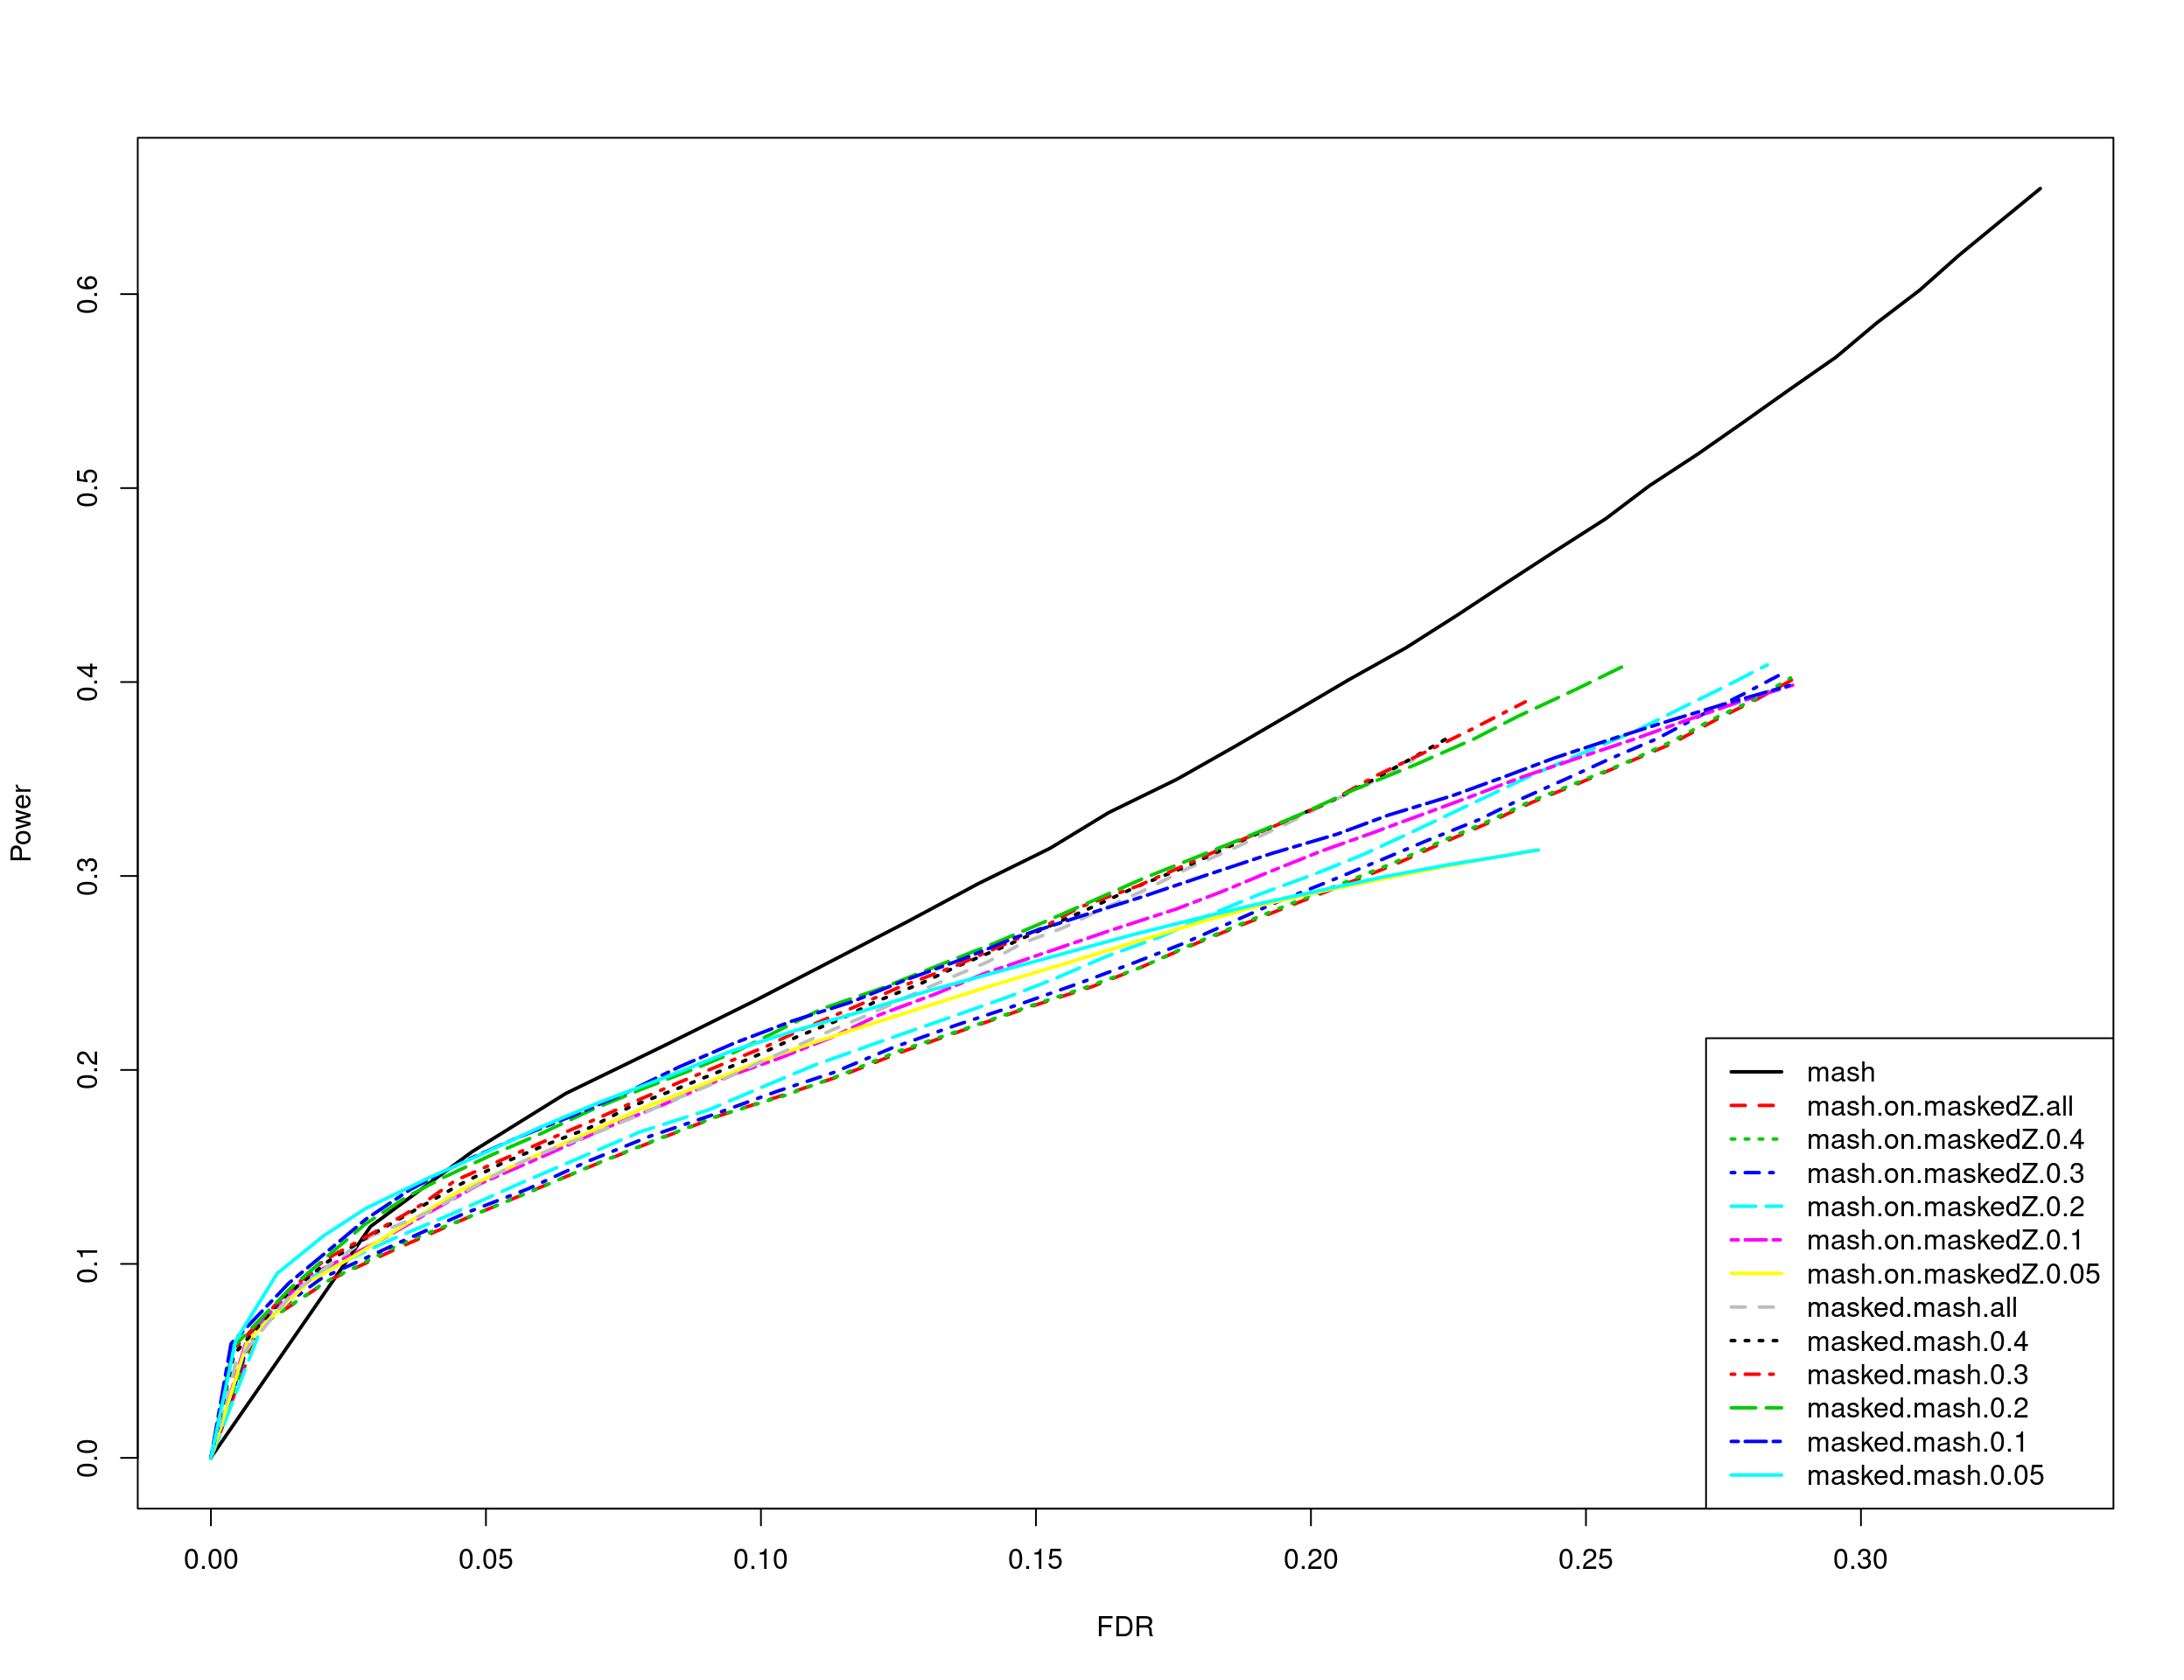 Power
0.6
0.5
0.4
0.3
0.2
0.1
0.0
mash
mash.on.maskedZ.all
mash.on.maskedZ.0.4
mash.on.maskedZ.0.3
mash.on.maskedZ.0.2
mash.on.maskedZ.0.1
mash.on.maskedZ.0.05
masked.mash.all
masked.mash.0.4
masked.mash.0.3
masked.mash.0.2
masked.mash.0.1
masked.mash.0.05
0.00 0.05 0.10 0.15 0.20 0.25 0.30
FDR